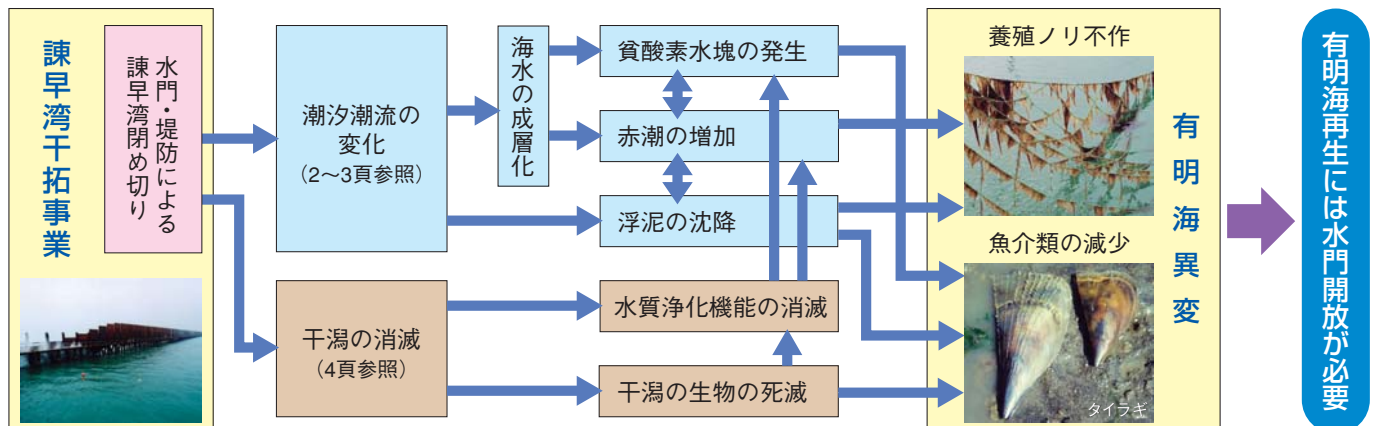 諫早湾干拓事業
水門・堤防による
諫早湾閉め切り
潮汐潮流の
変化
（2〜3頁参照）
干潟の消滅
（4頁参照）
海水の成層化
貧酸素水塊の発生
赤潮の増加
浮泥の沈降
水質浄化機能の消滅
干潟の生物の死滅
養殖ノリ不作
魚介類の減少
タイラギ
有明海異変
有明海再生には水門開放が必要